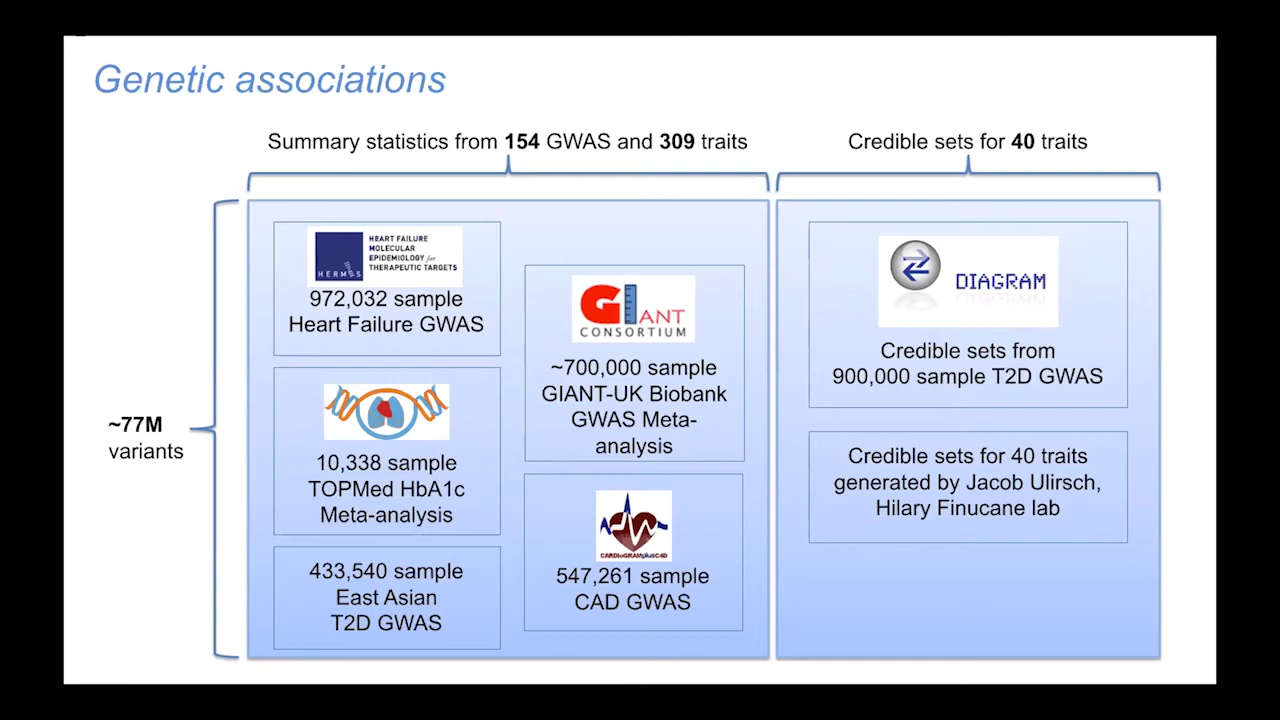 Genetic associations
Summary statistics from 154 GWAS and 309 traits
Credible sets for 40 traits
~77M
variants
HERMES
HEART FAILURE
MOLECULAR
EPIDEMIOLOGY for
THERAPEUTIC TARGETS
972,032 sample
Heart Failure GWAS
10,338 sample
TOPMed HbA1c
Meta-analysis
433,540 sample
East Asian
T2D GWAS
GIANT
CONSORTIUM
~700,000 sample
GIANT-UK Biobank
GWAS Meta-
analysis
CARDIoGRAMplusC4D
547,261 sample
CAD GWAS
DIAGRAM
Credible sets from
900,000 sample T2D GWAS
Credible sets for 40 traits
generated by Jacob Ulirsch,
Hilary Finucane lab